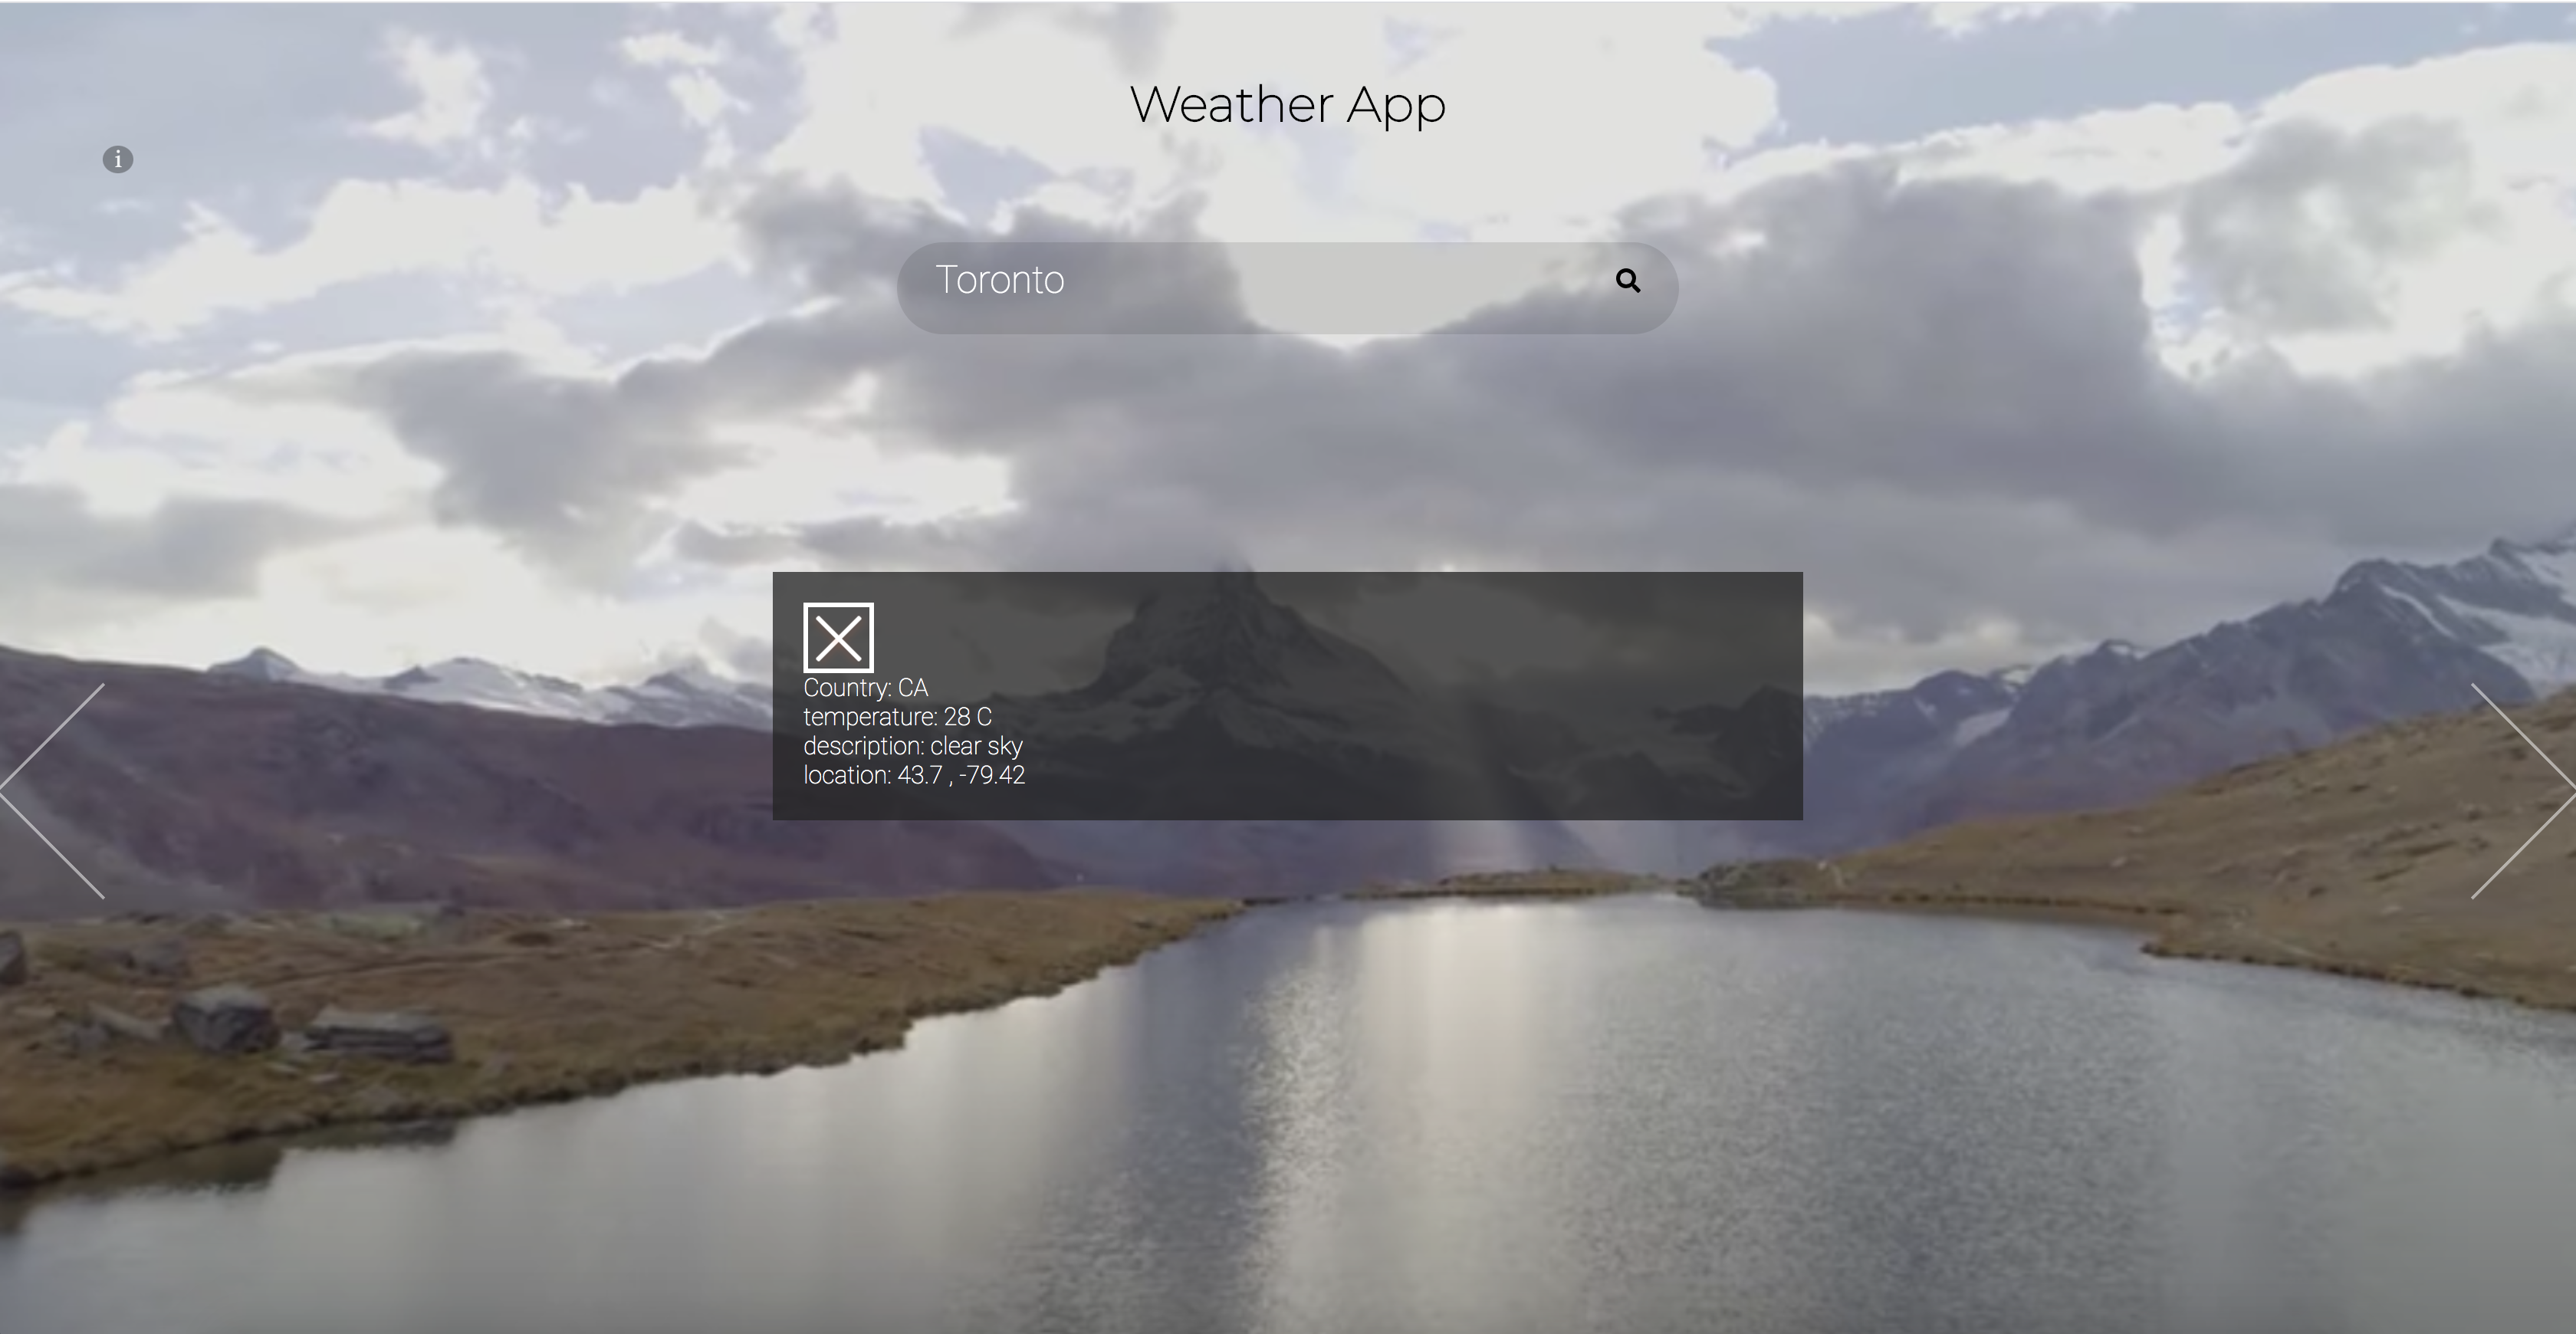 Weather App
i
Toronto
Country: CA
temperature: 28 C
description: clear sky
location: 43.7 , -79.42